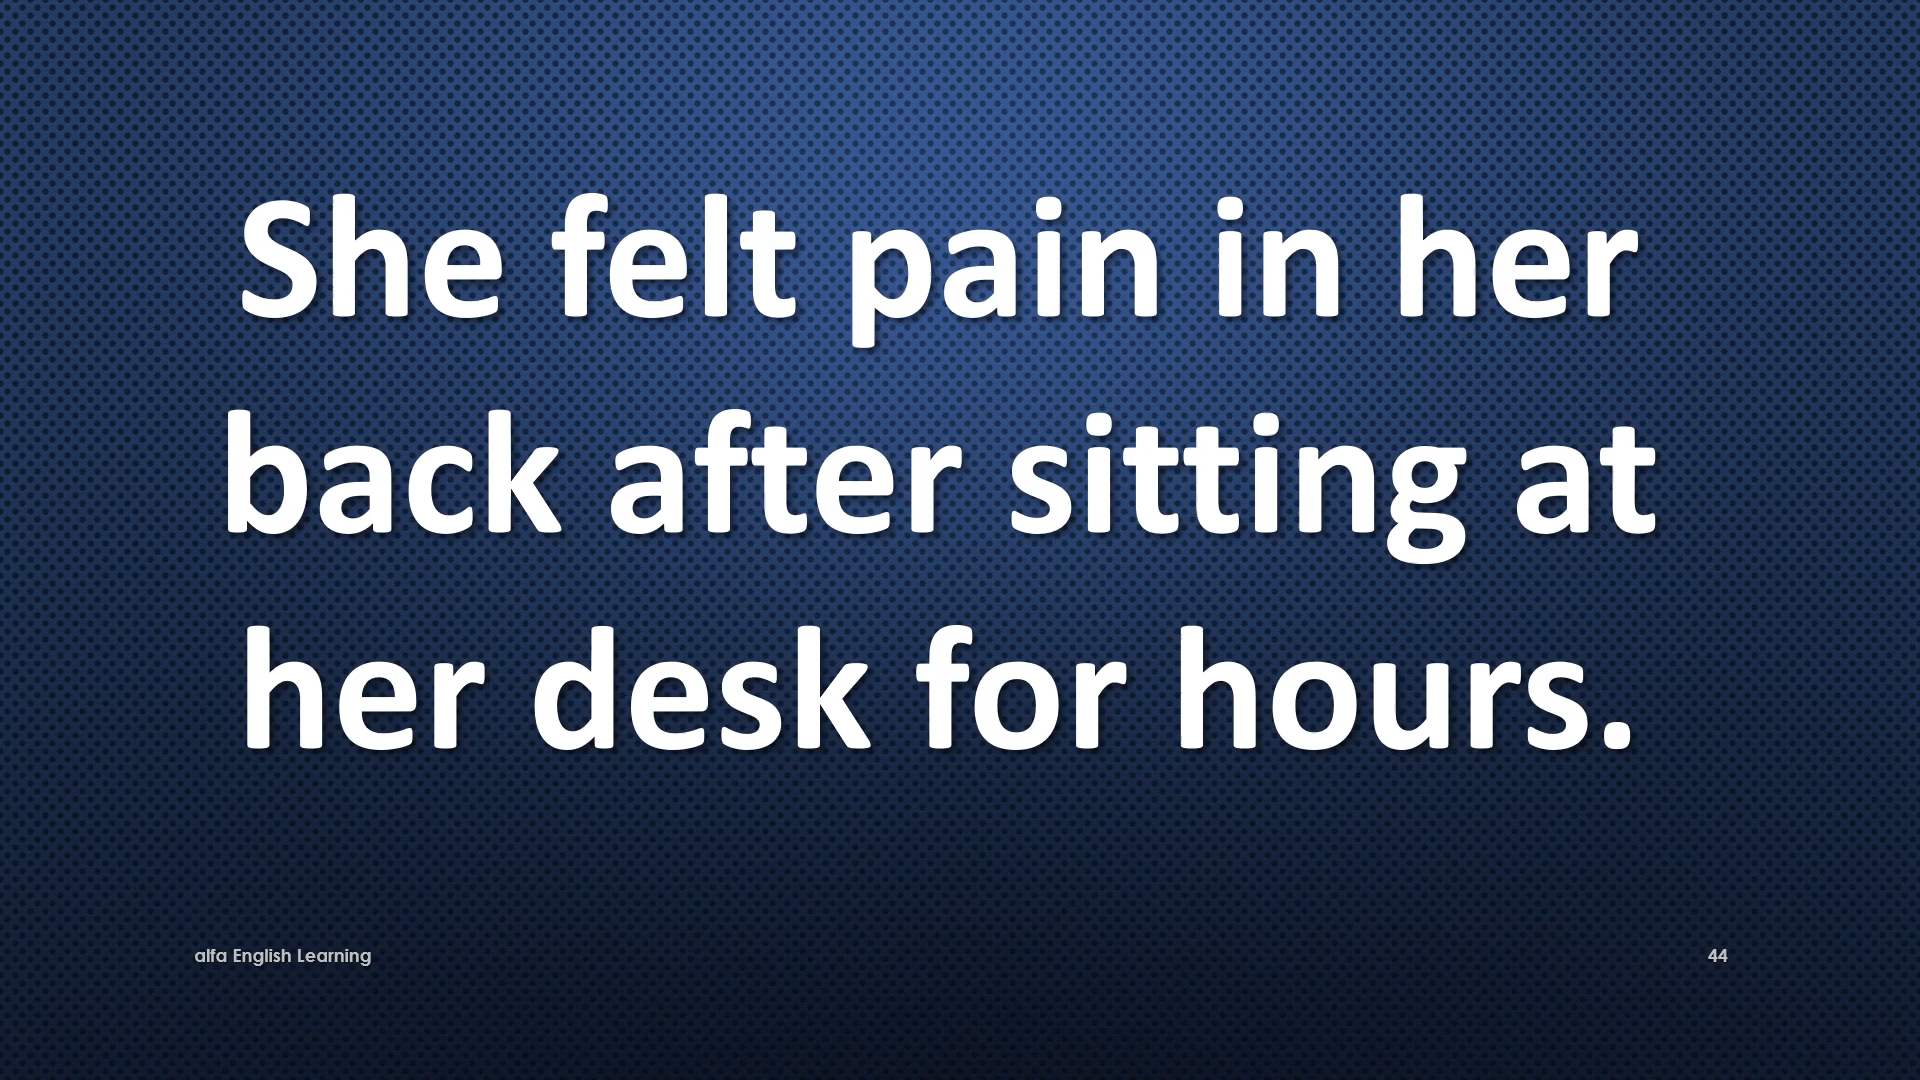 She felt pain in her
back after sitting at
her desk for hours.
alfa English Learning
44